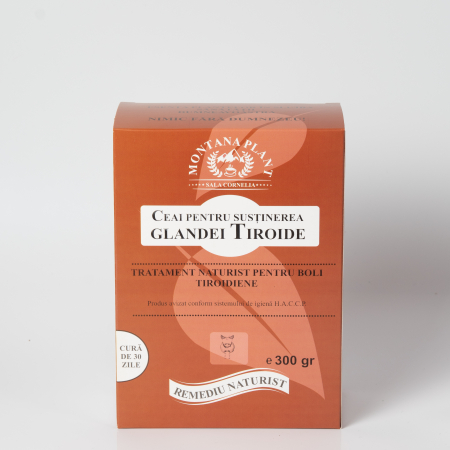 NIMIC FĂRĂ DUMNEZEU
MONTANA PLANT
SALA CORNELIA
CEAI PENTRU SUSTINEREA
GLANDEI TIROIDE
TRATAMENT NATURIST PENTRU BOLI
TIROIDIENE
Produs avizat conform sistemului de igienă H.A.C.C.P.
CURĂ
DE 30
ZILE
e 300 gr
REMEDIU NATURIST